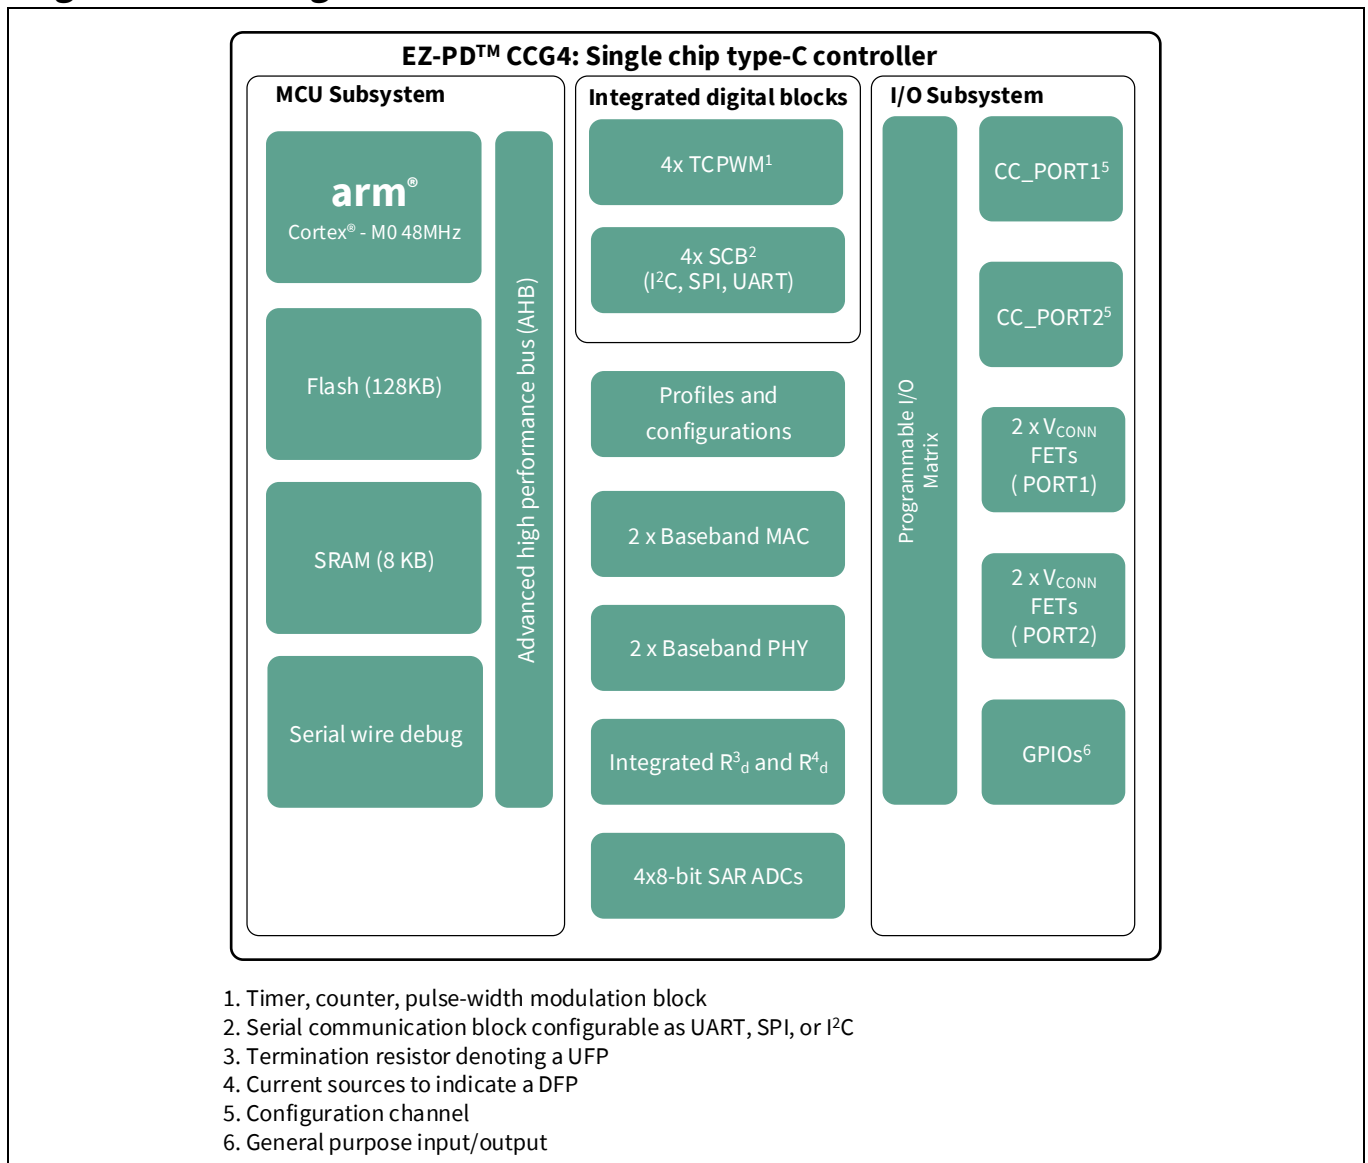 EZ-PD™ CCG4: Single chip type-C controller
MCU Subsystem
arm®
Cortex® - M0 48MHz
Flash (128KB)
SRAM (8 KB)
Serial wire debug
Advanced high performance bus (AHB)
Integrated digital blocks
4x TCPWM¹
4x SCB²
(I²C, SPI, UART)
Profiles and
configurations
2 x Baseband MAC
2 x Baseband PHY
Integrated R³d and R⁴d
4x8-bit SAR ADCs
I/O Subsystem
Programmable I/O
Matrix
CC_PORT1⁵
CC_PORT2⁵
2 x VCONN
FETs
( PORT1)
2 x VCONN
FETs
( PORT2)
GPIOs⁶
1. Timer, counter, pulse-width modulation block
2. Serial communication block configurable as UART, SPI, or I²C
3. Termination resistor denoting a UFP
4. Current sources to indicate a DFP
5. Configuration channel
6. General purpose input/output